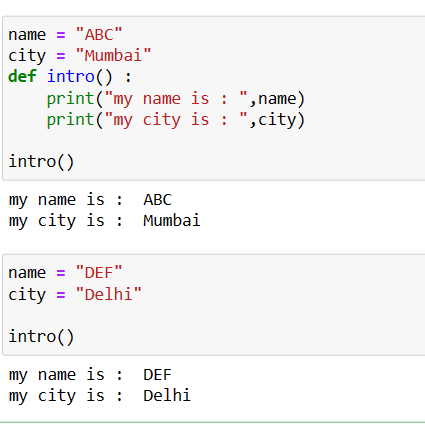 name = "ABC"
city = "Mumbai"
def intro() :
    print("my name is : ",name)
    print("my city is : ",city)

intro()
my name is :  ABC
my city is :  Mumbai
name = "DEF"
city = "Delhi"

intro()
my name is :  DEF
my city is :  Delhi